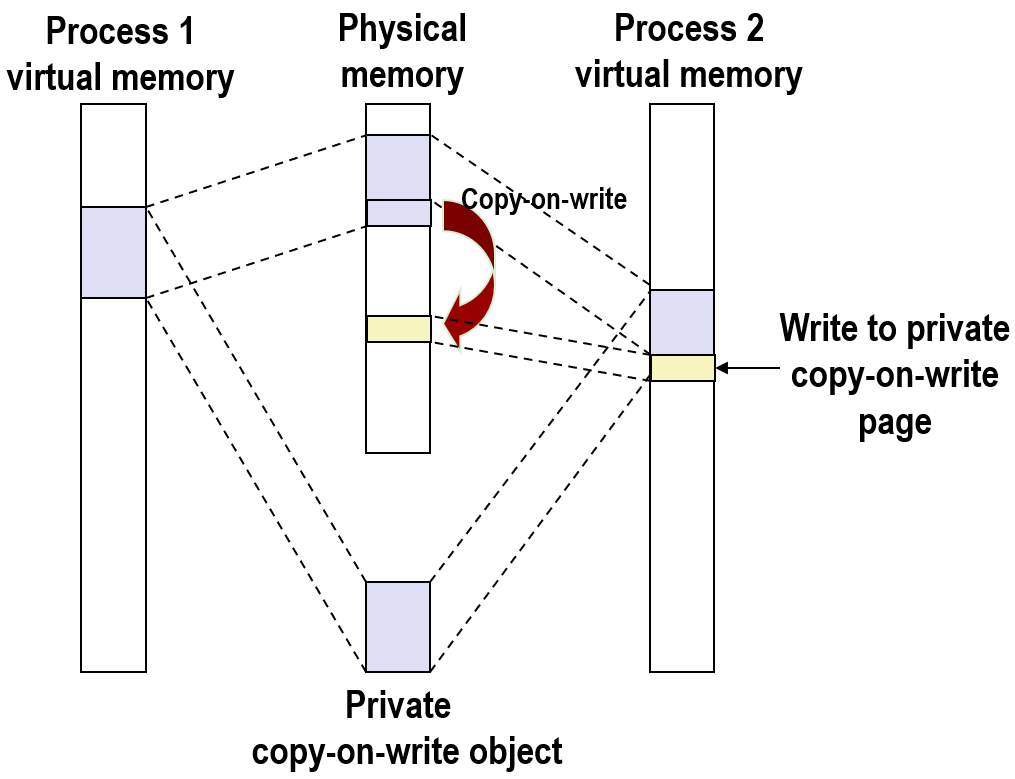 Process 1
virtual memory
Physical
memory
Process 2
virtual memory
Copy-on-write
Write to private
copy-on-write
page
Private
copy-on-write object